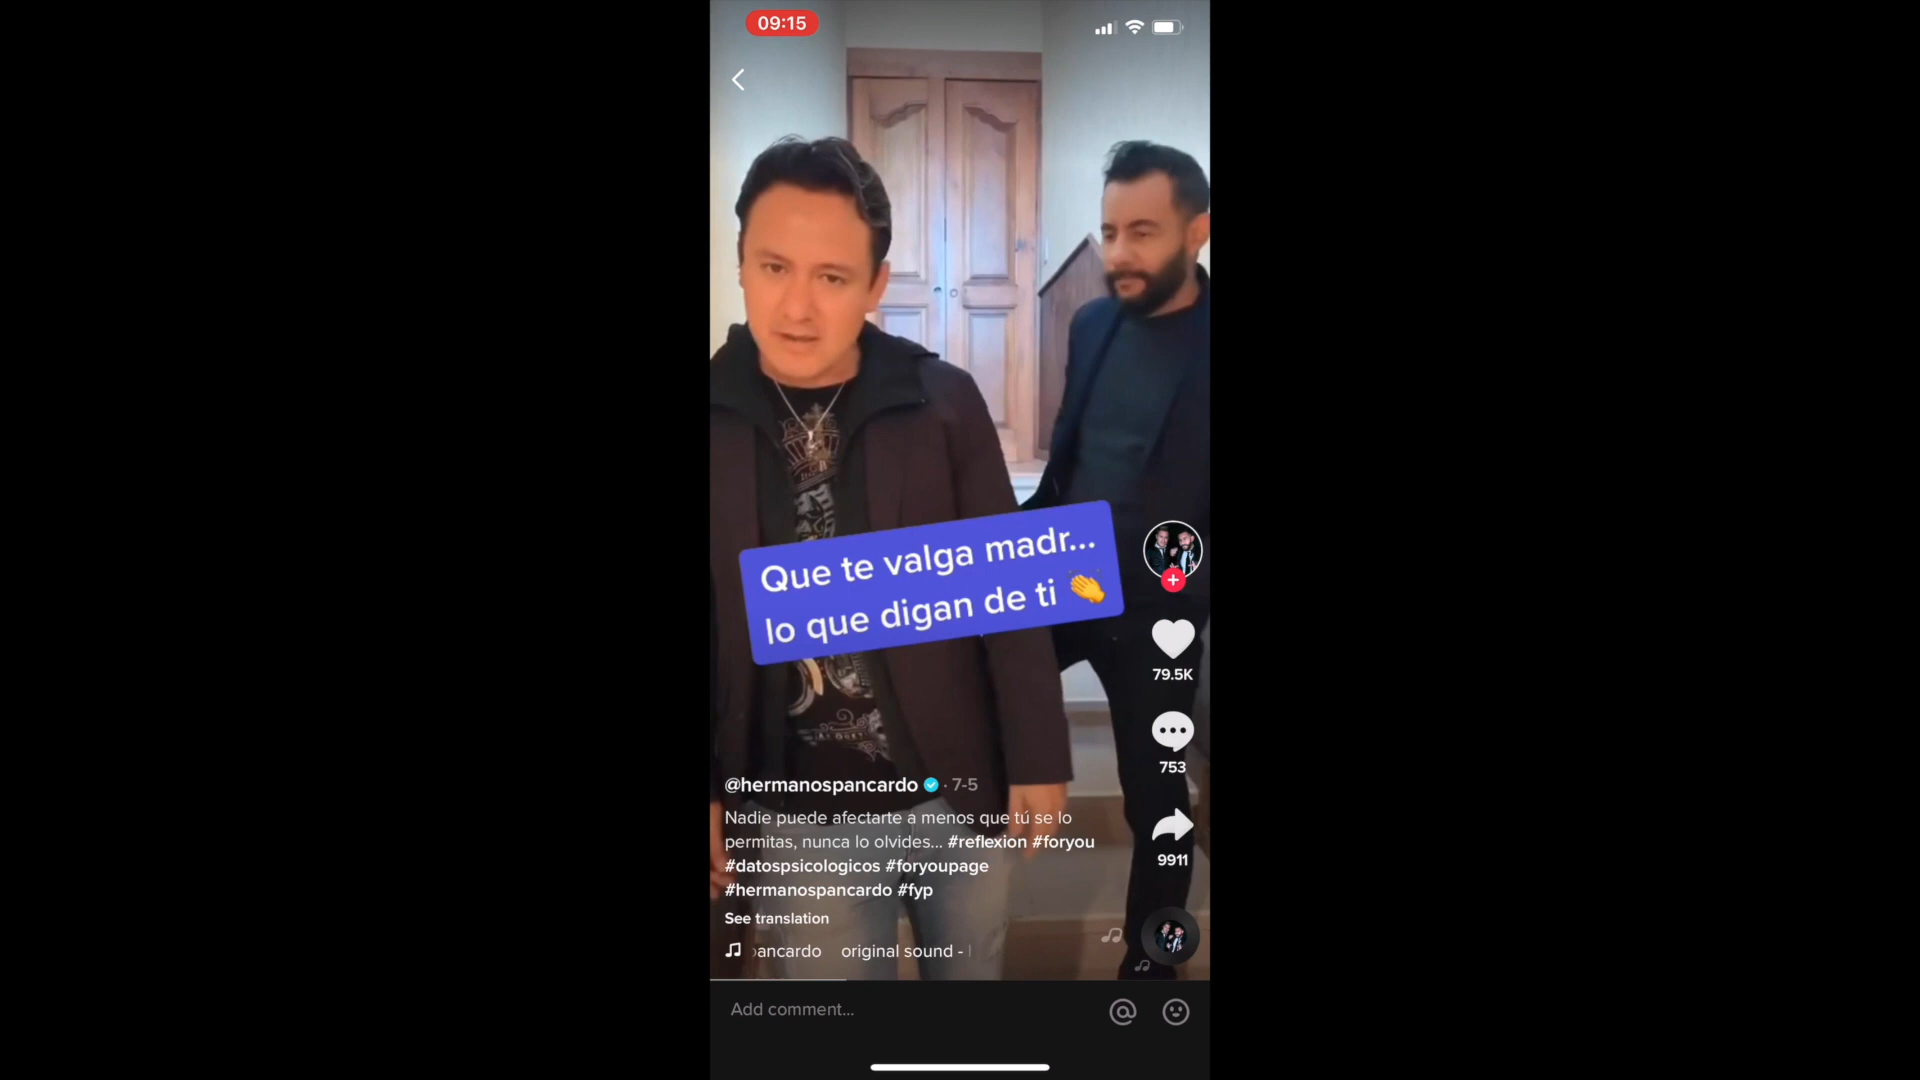 09:15
Que te valga madr...
lo que digan de ti 👏
79.5K
753
9911
@hermanospancardo · 7-5
Nadie puede afectarte a menos que tú se lo
permitas, nunca lo olvides... #reflexion #foryou
#datospsicologicos #foryoupage
#hermanospancardo #fyp
See translation
pancardo original sound -
Add comment...